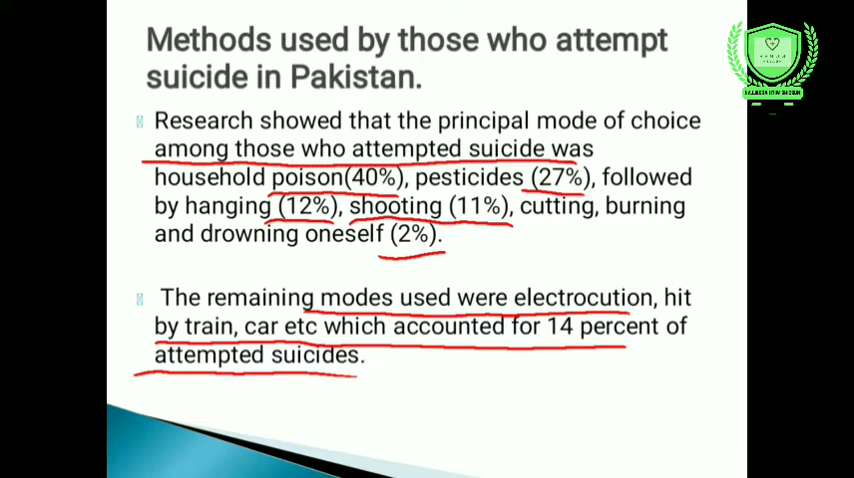 Methods used by those who attempt
suicide in Pakistan.
Research showed that the principal mode of choice
among those who attempted suicide was
household poison(40%), pesticides (27%), followed
by hanging (12%), shooting (11%), cutting, burning
and drowning oneself (2%).
The remaining modes used were electrocution, hit
by train, car etc which accounted for 14 percent of
attempted suicides.